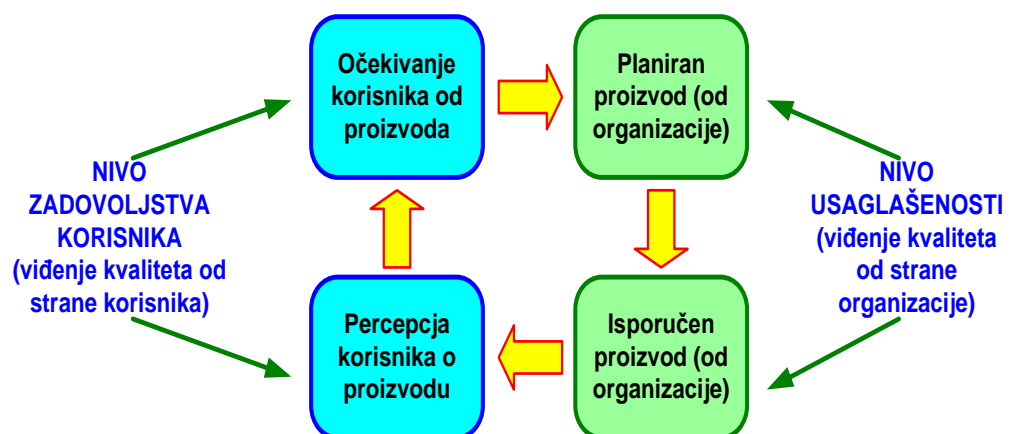 Očekivanje
korisnika od
proizvoda
Planiran
proizvod (od
organizacije)
NIVO
ZADOVOLJSTVA
KORISNIKA
(viđenje kvaliteta od
strane korisnika)
NIVO
USAGLAŠENOSTI
(viđenje kvaliteta
od strane
organizacije)
Percepcja
korisnika o
proizvodu
Isporučen
proizvod (od
organizacije)